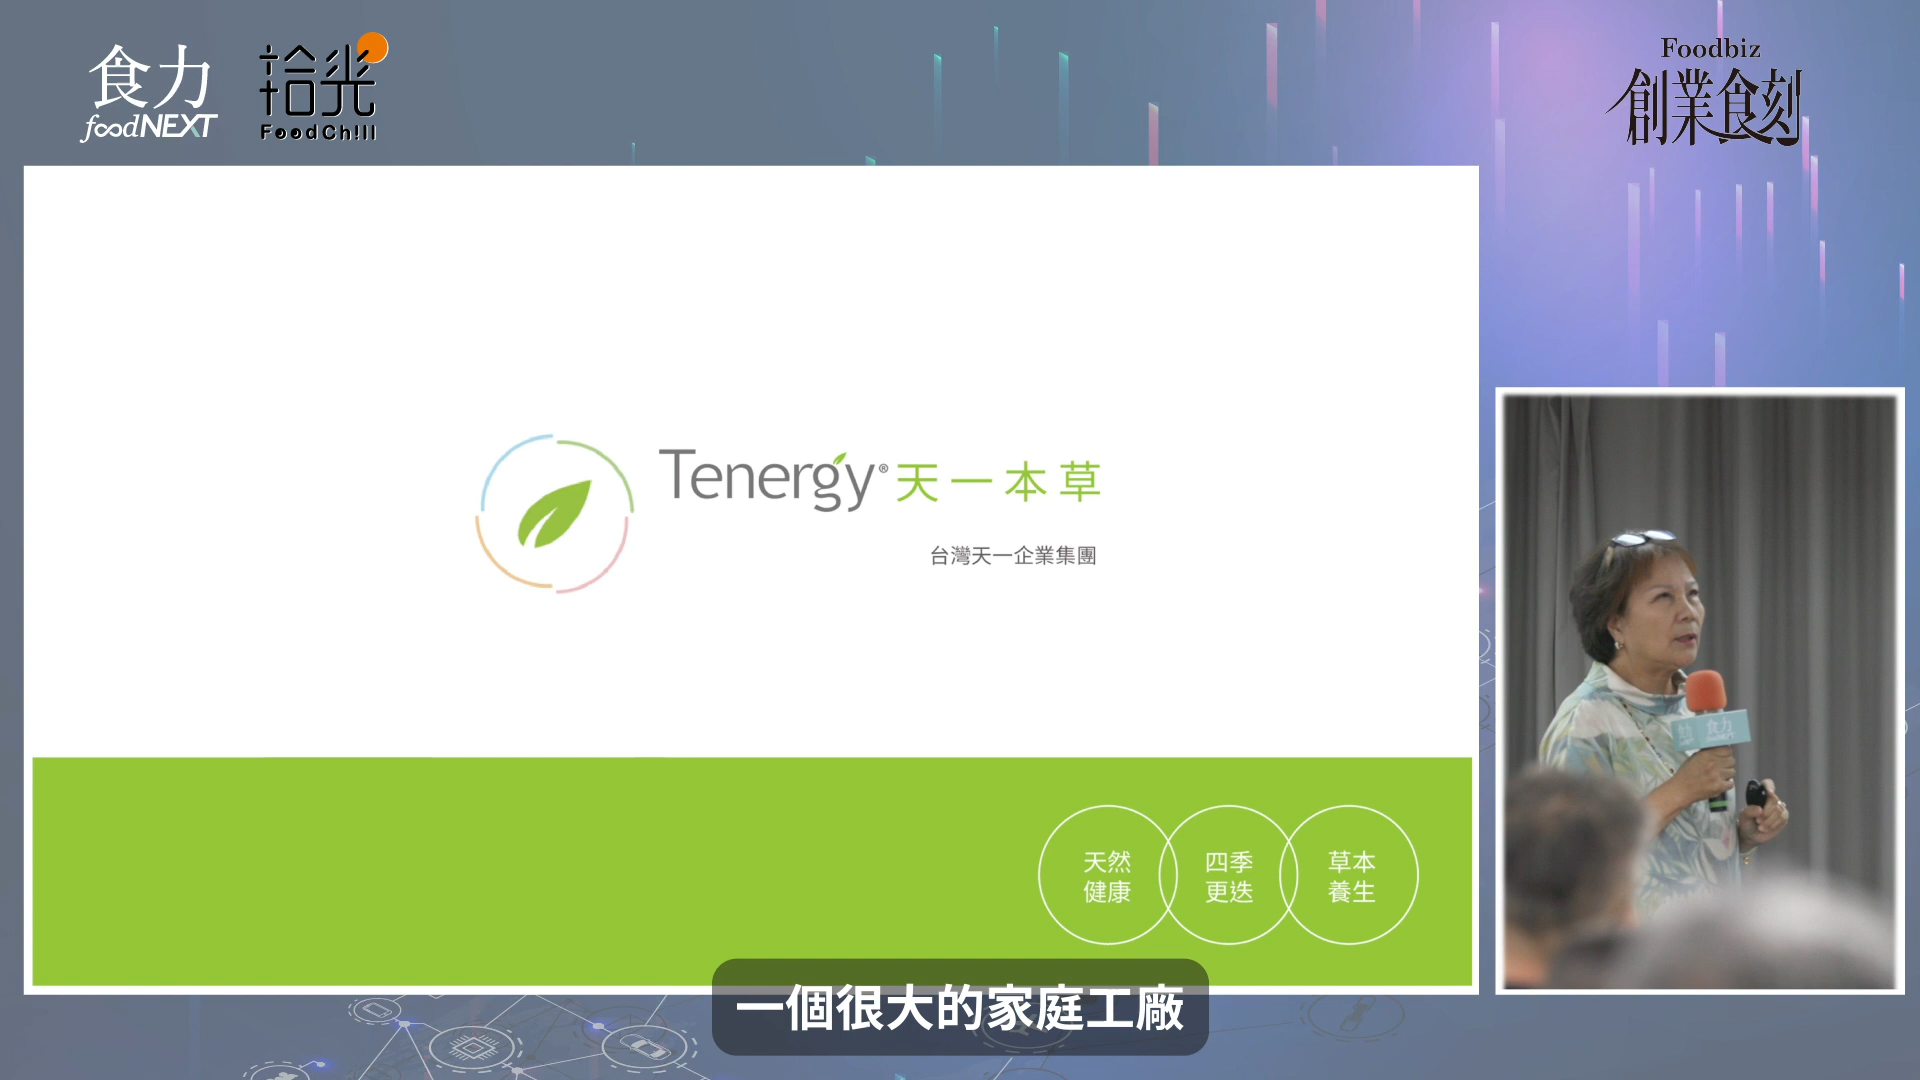 食力
foodNEXT
拾光
FoodCh!ll
Foodbiz
創業食刻
Tenergy® 天一本草
台灣天一企業集團
天然
健康
四季
更迭
草本
養生
食力
一個很大的家庭工廠